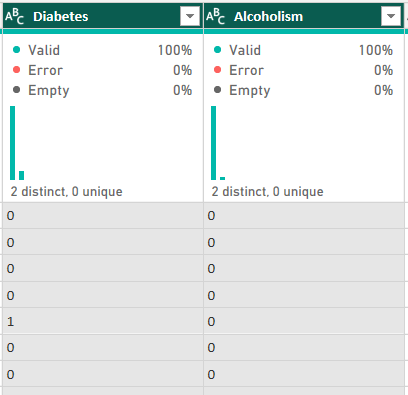 ABC Diabetes
Valid 100%
Error 0%
Empty 0%
2 distinct, 0 unique
0
0
0
0
1
0
0
ABC Alcoholism
Valid 100%
Error 0%
Empty 0%
2 distinct, 0 unique
0
0
0
0
0
0
0